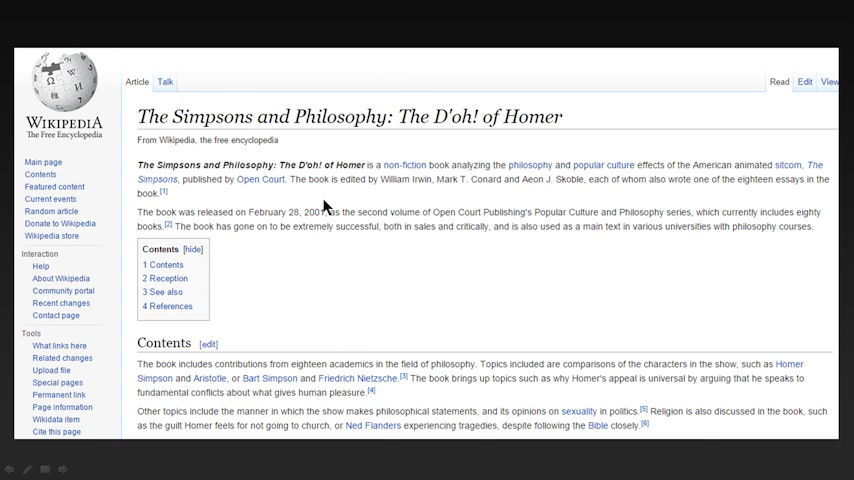 WIKIPEDIA
The Free Encyclopedia
Main page
Contents
Featured content
Current events
Random article
Donate to Wikipedia
Wikipedia store
Interaction
Help
About Wikipedia
Community portal
Recent changes
Contact page
Tools
What links here
Related changes
Upload file
Special pages
Permanent link
Page information
Wikidata item
Cite this page
Article Talk
Read Edit View
The Simpsons and Philosophy: The D'oh! of Homer
From Wikipedia, the free encyclopedia
The Simpsons and Philosophy: The D'oh! of Homer is a non-fiction book analyzing the philosophy and popular culture effects of the American animated sitcom, The
Simpsons, published by Open Court. The book is edited by William Irwin, Mark T. Conard and Aeon J. Skoble, each of whom also wrote one of the eighteen essays in the
book.[1]
The book was released on February 28, 2001, as the second volume of Open Court Publishing's Popular Culture and Philosophy series, which currently includes eighty
books.[2] The book has gone on to be extremely successful, both in sales and critically, and is also used as a main text in various universities with philosophy courses.
Contents [hide]
1 Contents
2 Reception
3 See also
4 References
Contents [edit]
The book includes contributions from eighteen academics in the field of philosophy. Topics included are comparisons of the characters in the show, such as Homer
Simpson and Aristotle, or Bart Simpson and Friedrich Nietzsche.[3] The book brings up topics such as why Homer's appeal is universal by arguing that he speaks to
fundamental conflicts about what gives human pleasure.[4]
Other topics include the manner in which the show makes philosophical statements, and its opinions on sexuality in politics.[5] Religion is also discussed in the book, such
as the guilt Homer feels for not going to church, or Ned Flanders experiencing tragedies, despite following the Bible closely.[6]